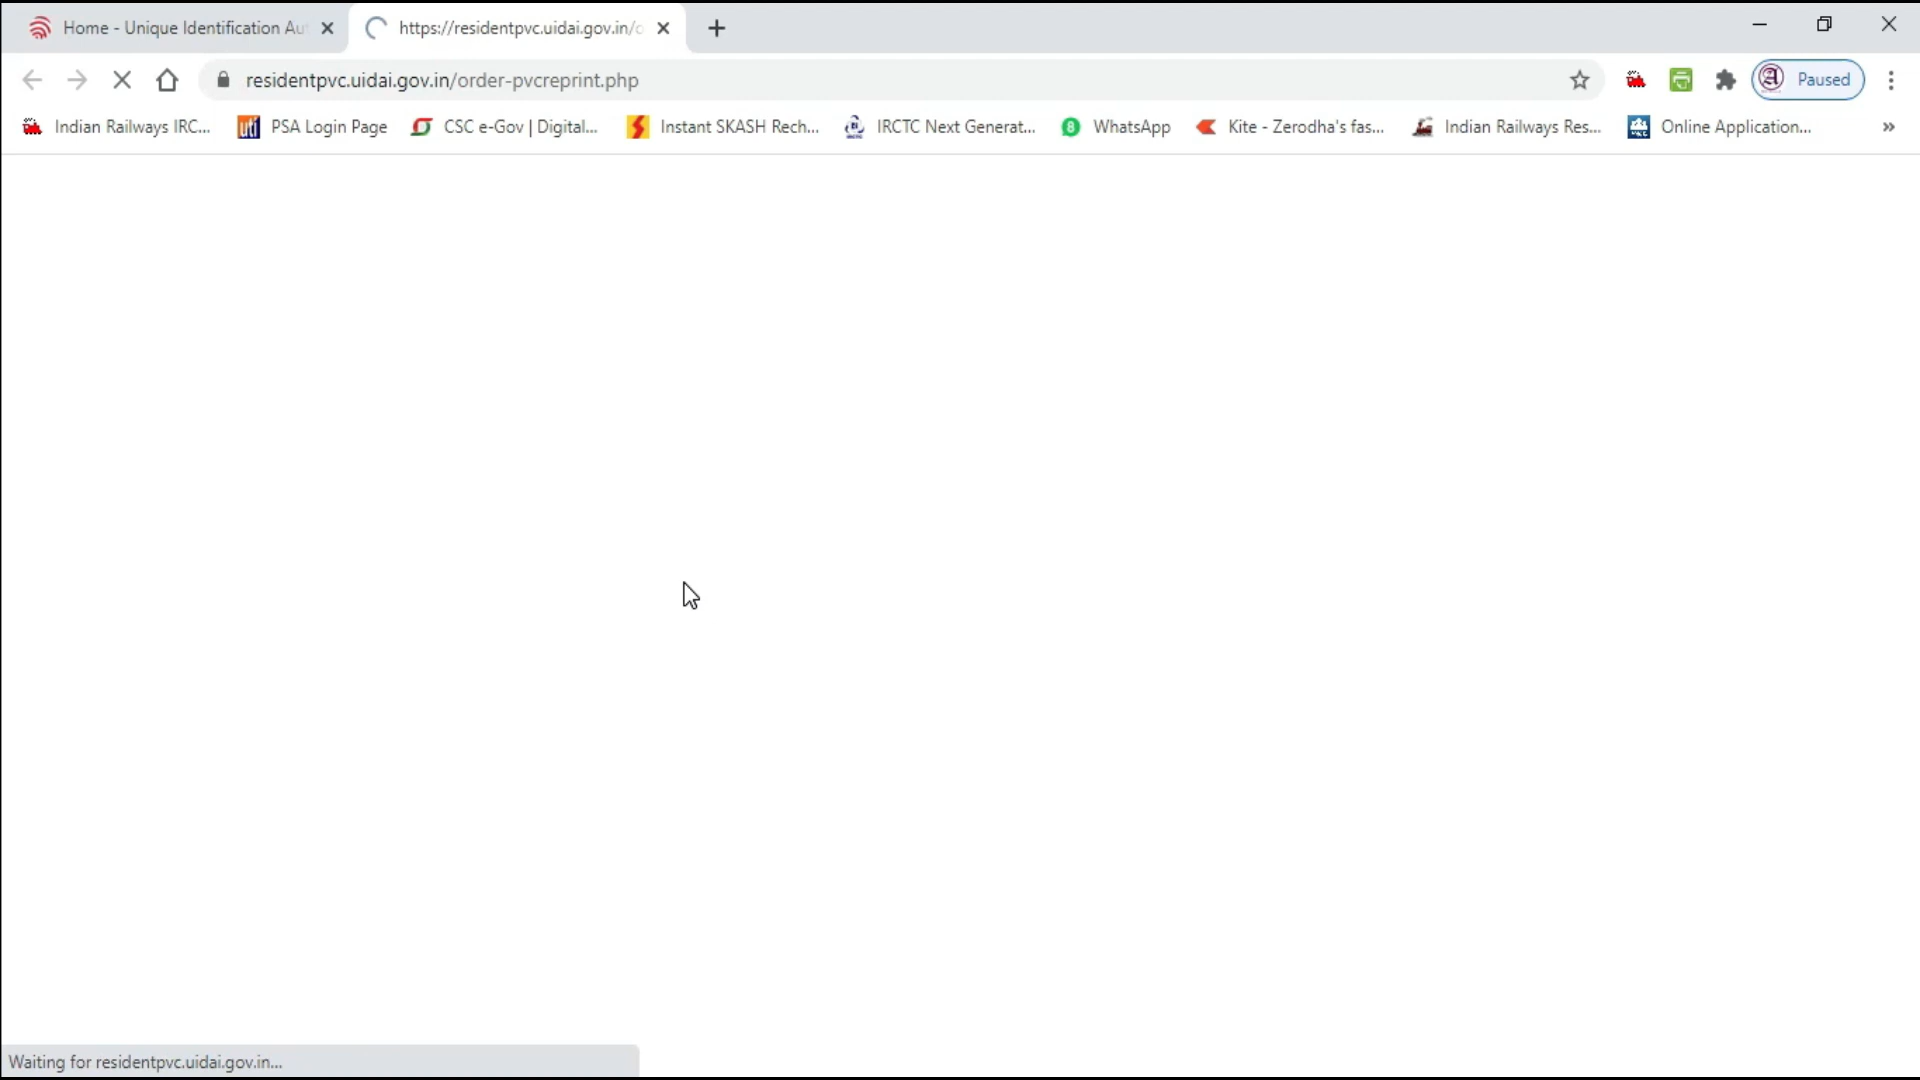 Home - Unique Identification Au
https://residentpvc.uidai.gov.in/o
residentpvc.uidai.gov.in/order-pvcreprint.php
Paused
Indian Railways IRC...
uti
PSA Login Page
CSC e-Gov | Digital...
Instant SKASH Rech...
IRCTC Next Generat...
8
WhatsApp
Kite - Zerodha's fas...
Indian Railways Res...
Online Application...
Waiting for residentpvc.uidai.gov.in...